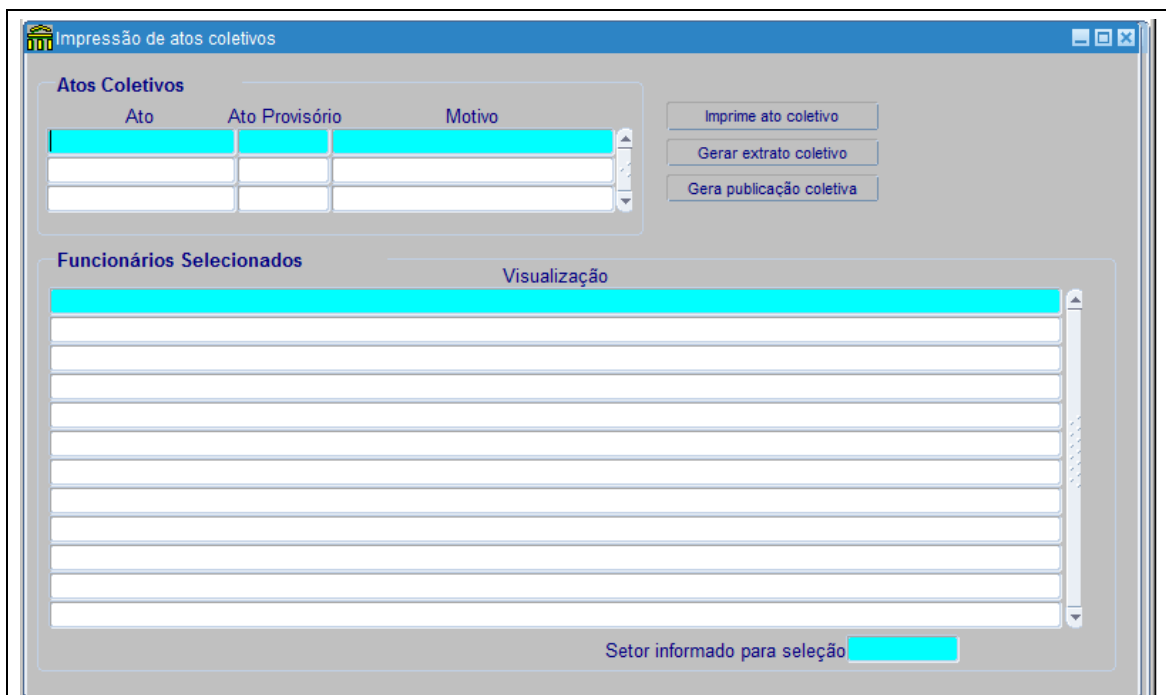 Impressão de atos coletivos
Atos Coletivos
Ato Ato Provisório Motivo
Imprime ato coletivo
Gerar extrato coletivo
Gera publicação coletiva
Funcionários Selecionados
Visualização
Setor informado para seleção